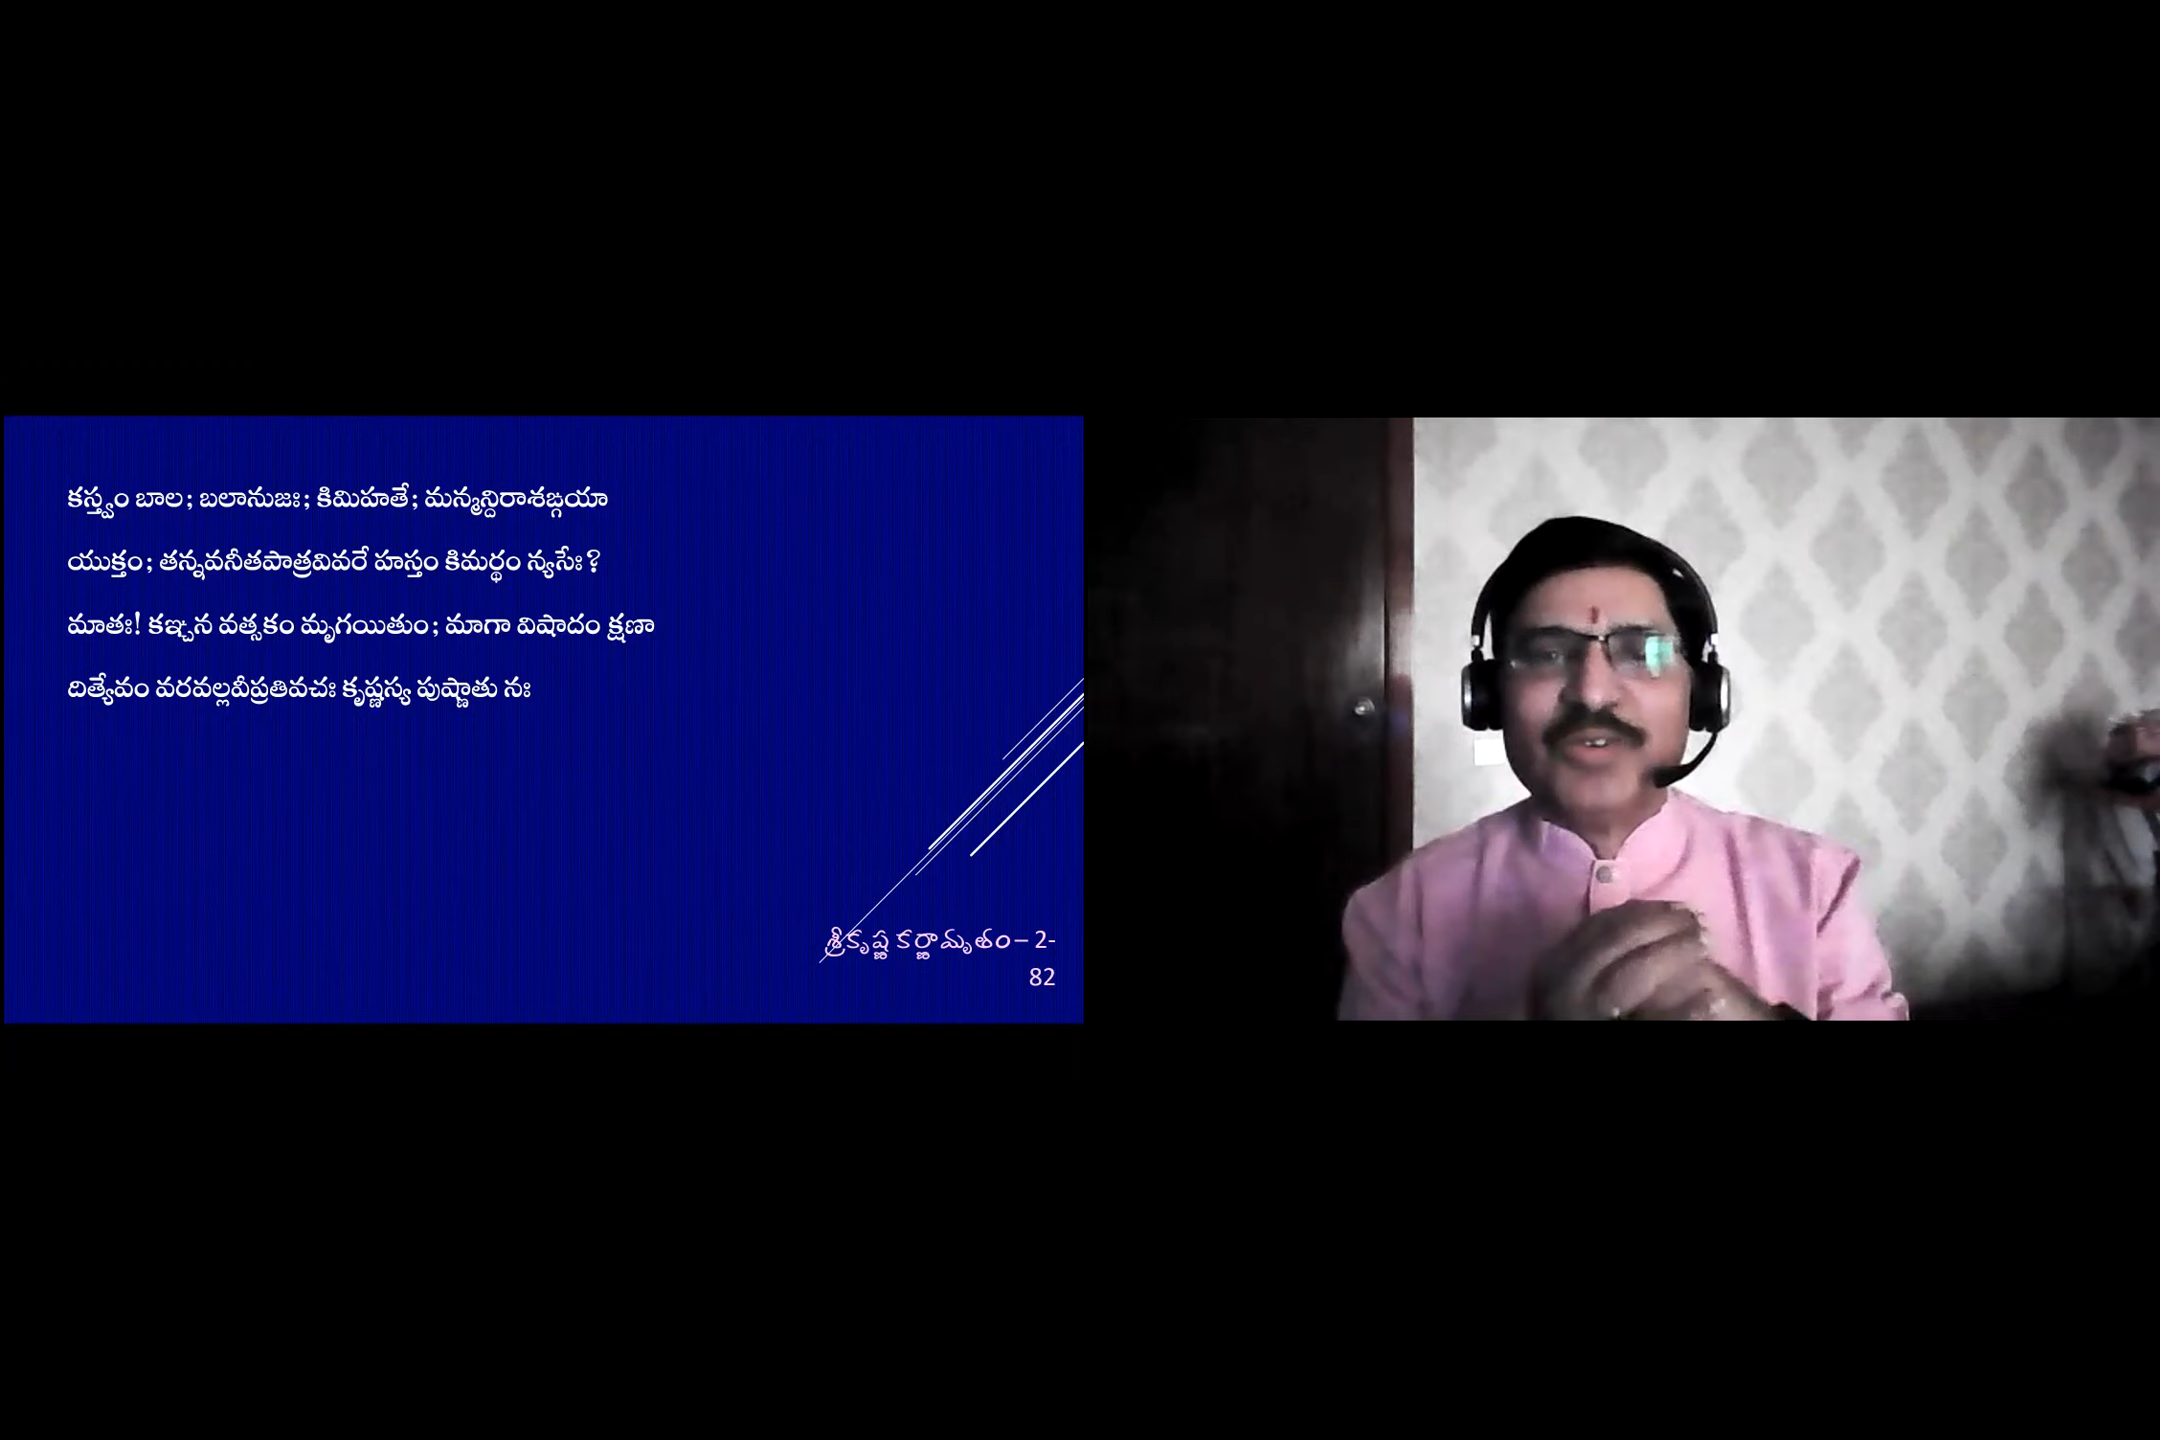 కస్త్వం బాల; బలానుజః; కిమిహతే; మన్మన్దిరాశఙ్గయా
యుక్తం; తన్నవనీతపాత్రవివరే హస్తం కిమర్థం న్యసేః?
మాతః! కఞ్చన వత్సకం మృగయితుం; మాగా విషాదం క్షణా
దిత్యేవం వరవల్లవీప్రతివచః కృష్ణస్య పుష్ణాతు నః
శ్రీకృష్ణ కర్ణామృతం – 2-
82